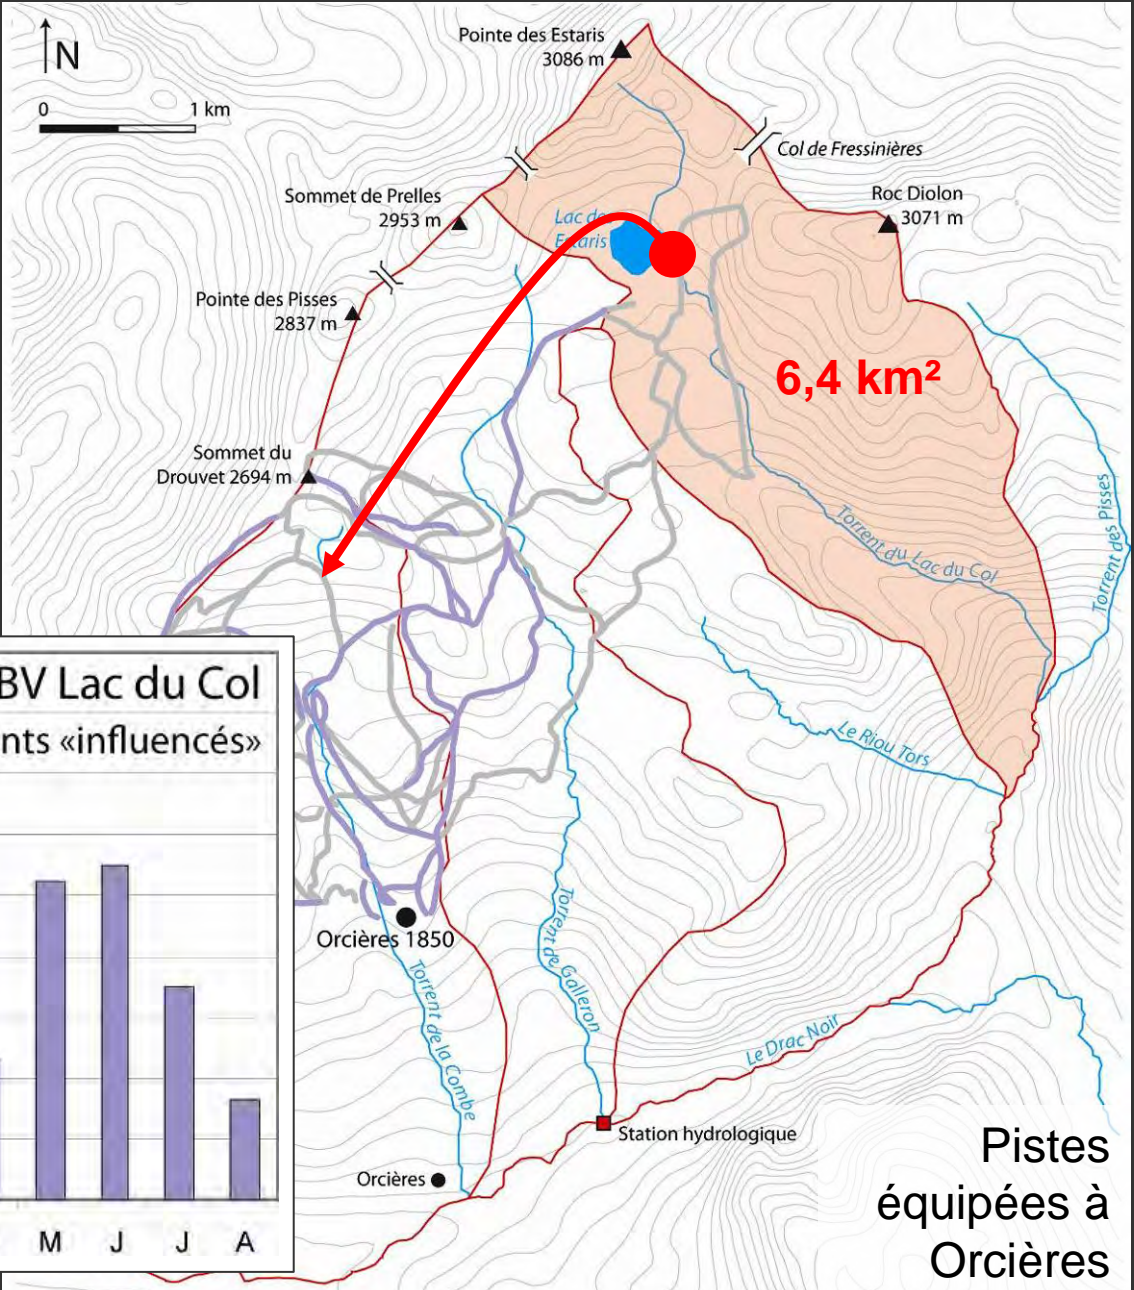 N
0 1 km
Pointe des Estaris
3086 m
Col de Fressinières
Sommet de Prelles
2953 m
Roc Diolon
3071 m
Lac des
Estaris
Pointe des Pisses
2837 m
6,4 km²
Sommet du
Drouvet 2694 m
Torrent des Pisses
Torrent du Lac du Col
BV Lac du Col
nts «influencés»
Le Riou Tors
Orcières 1850
Torrent de Galleron
Torrent de la Combe
Le Drac Noir
Station hydrologique
Orcières
M J J A
Pistes
équipées à
Orcières